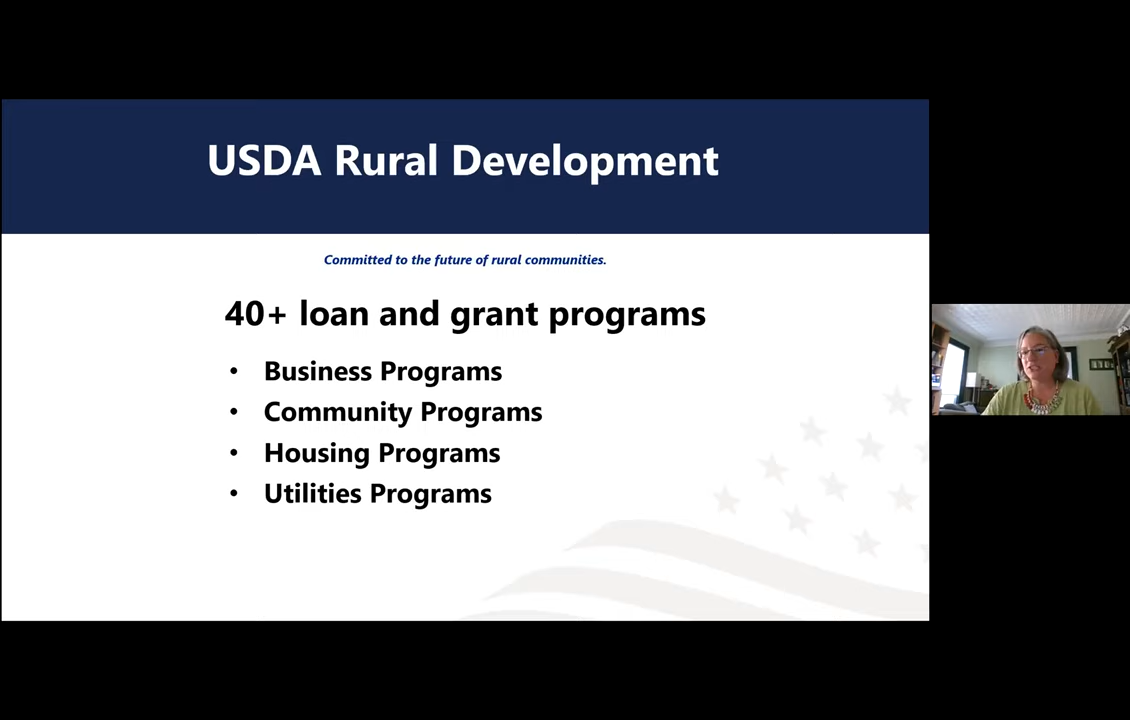 USDA Rural Development
Committed to the future of rural communities.
40+ loan and grant programs
• Business Programs
• Community Programs
• Housing Programs
• Utilities Programs